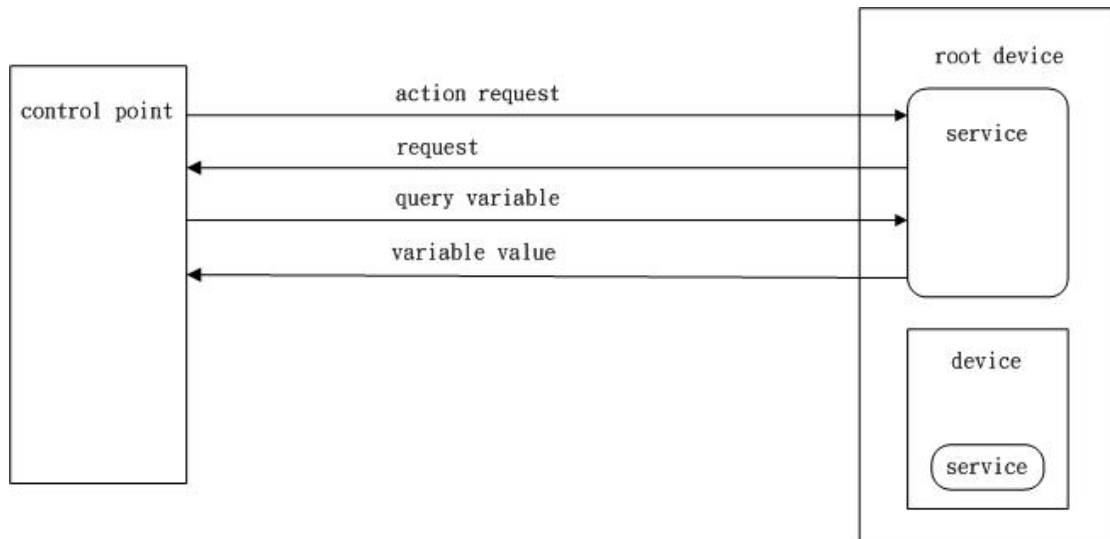 root device
control point
action request
service
request
query variable
variable value
device
service